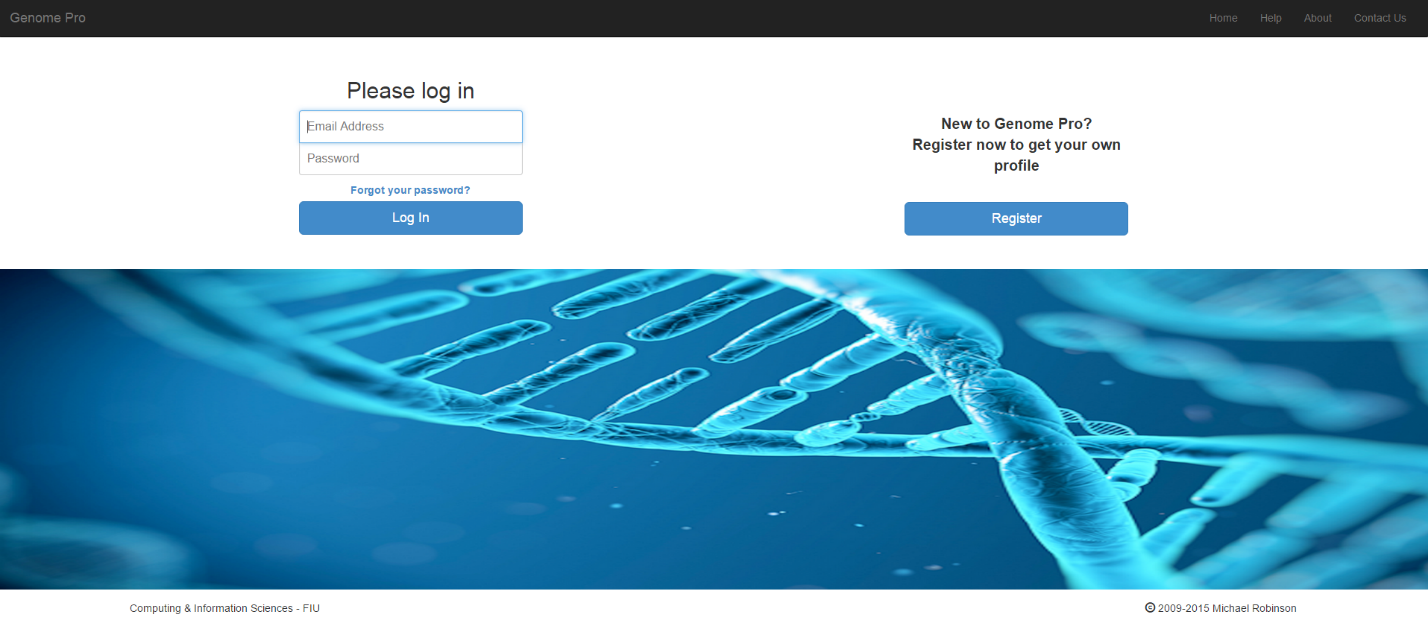 Genome Pro
Home Help About Contact Us
Please log in
Email Address
Password
Forgot your password?
Log In
New to Genome Pro?
Register now to get your own
profile
Register
Computing & Information Sciences - FIU
© 2009-2015 Michael Robinson